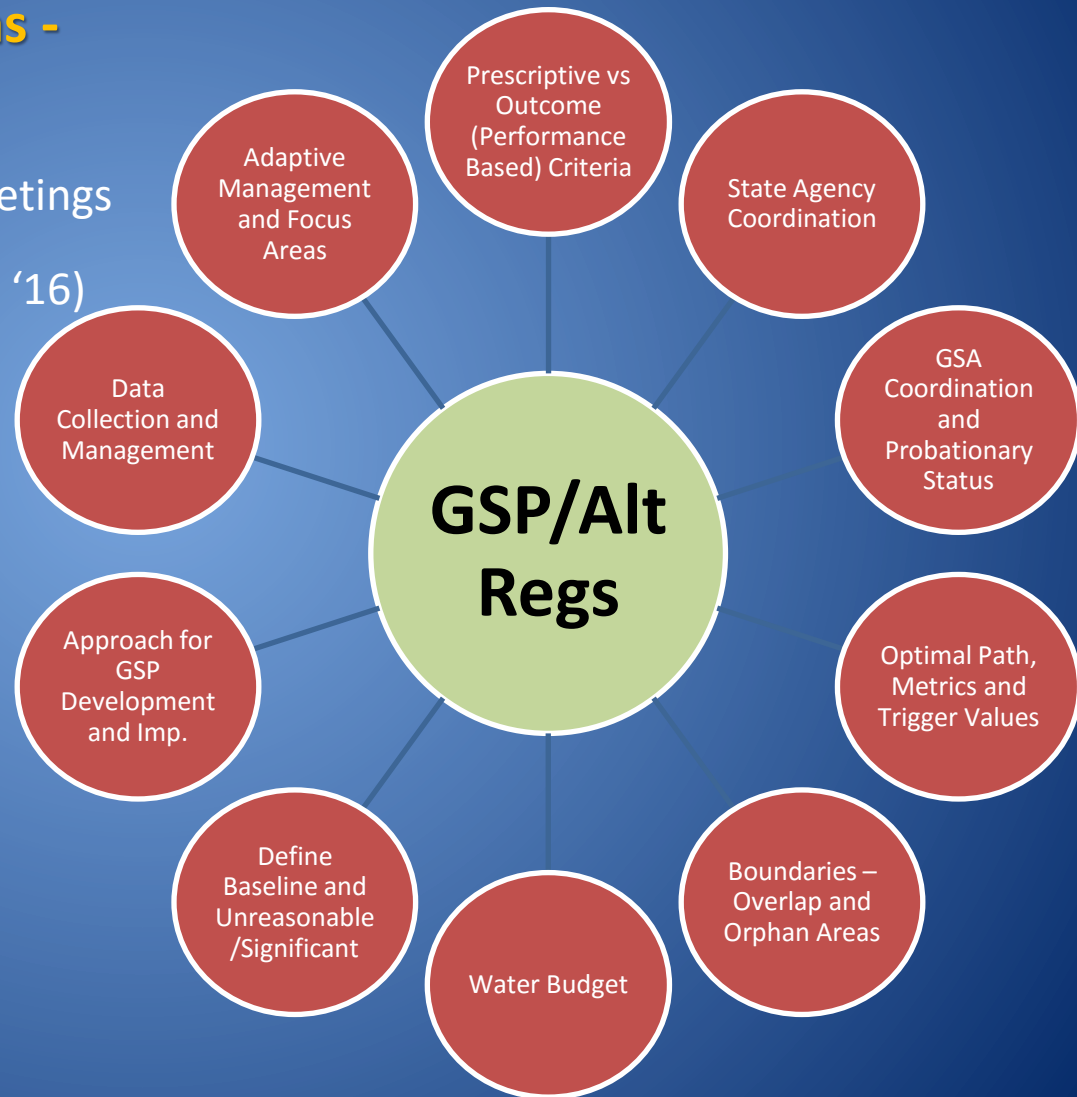 ns -
etings
‘16)
Prescriptive vs
Outcome
(Performance
Based) Criteria
State Agency
Coordination
GSA
Coordination
and
Probationary
Status
Optimal Path,
Metrics and
Trigger Values
Boundaries –
Overlap and
Orphan Areas
Water Budget
Define
Baseline and
Unreasonable
/Significant
Approach for
GSP
Development
and Imp.
Data
Collection and
Management
Adaptive
Management
and Focus
Areas
GSP/Alt
Regs